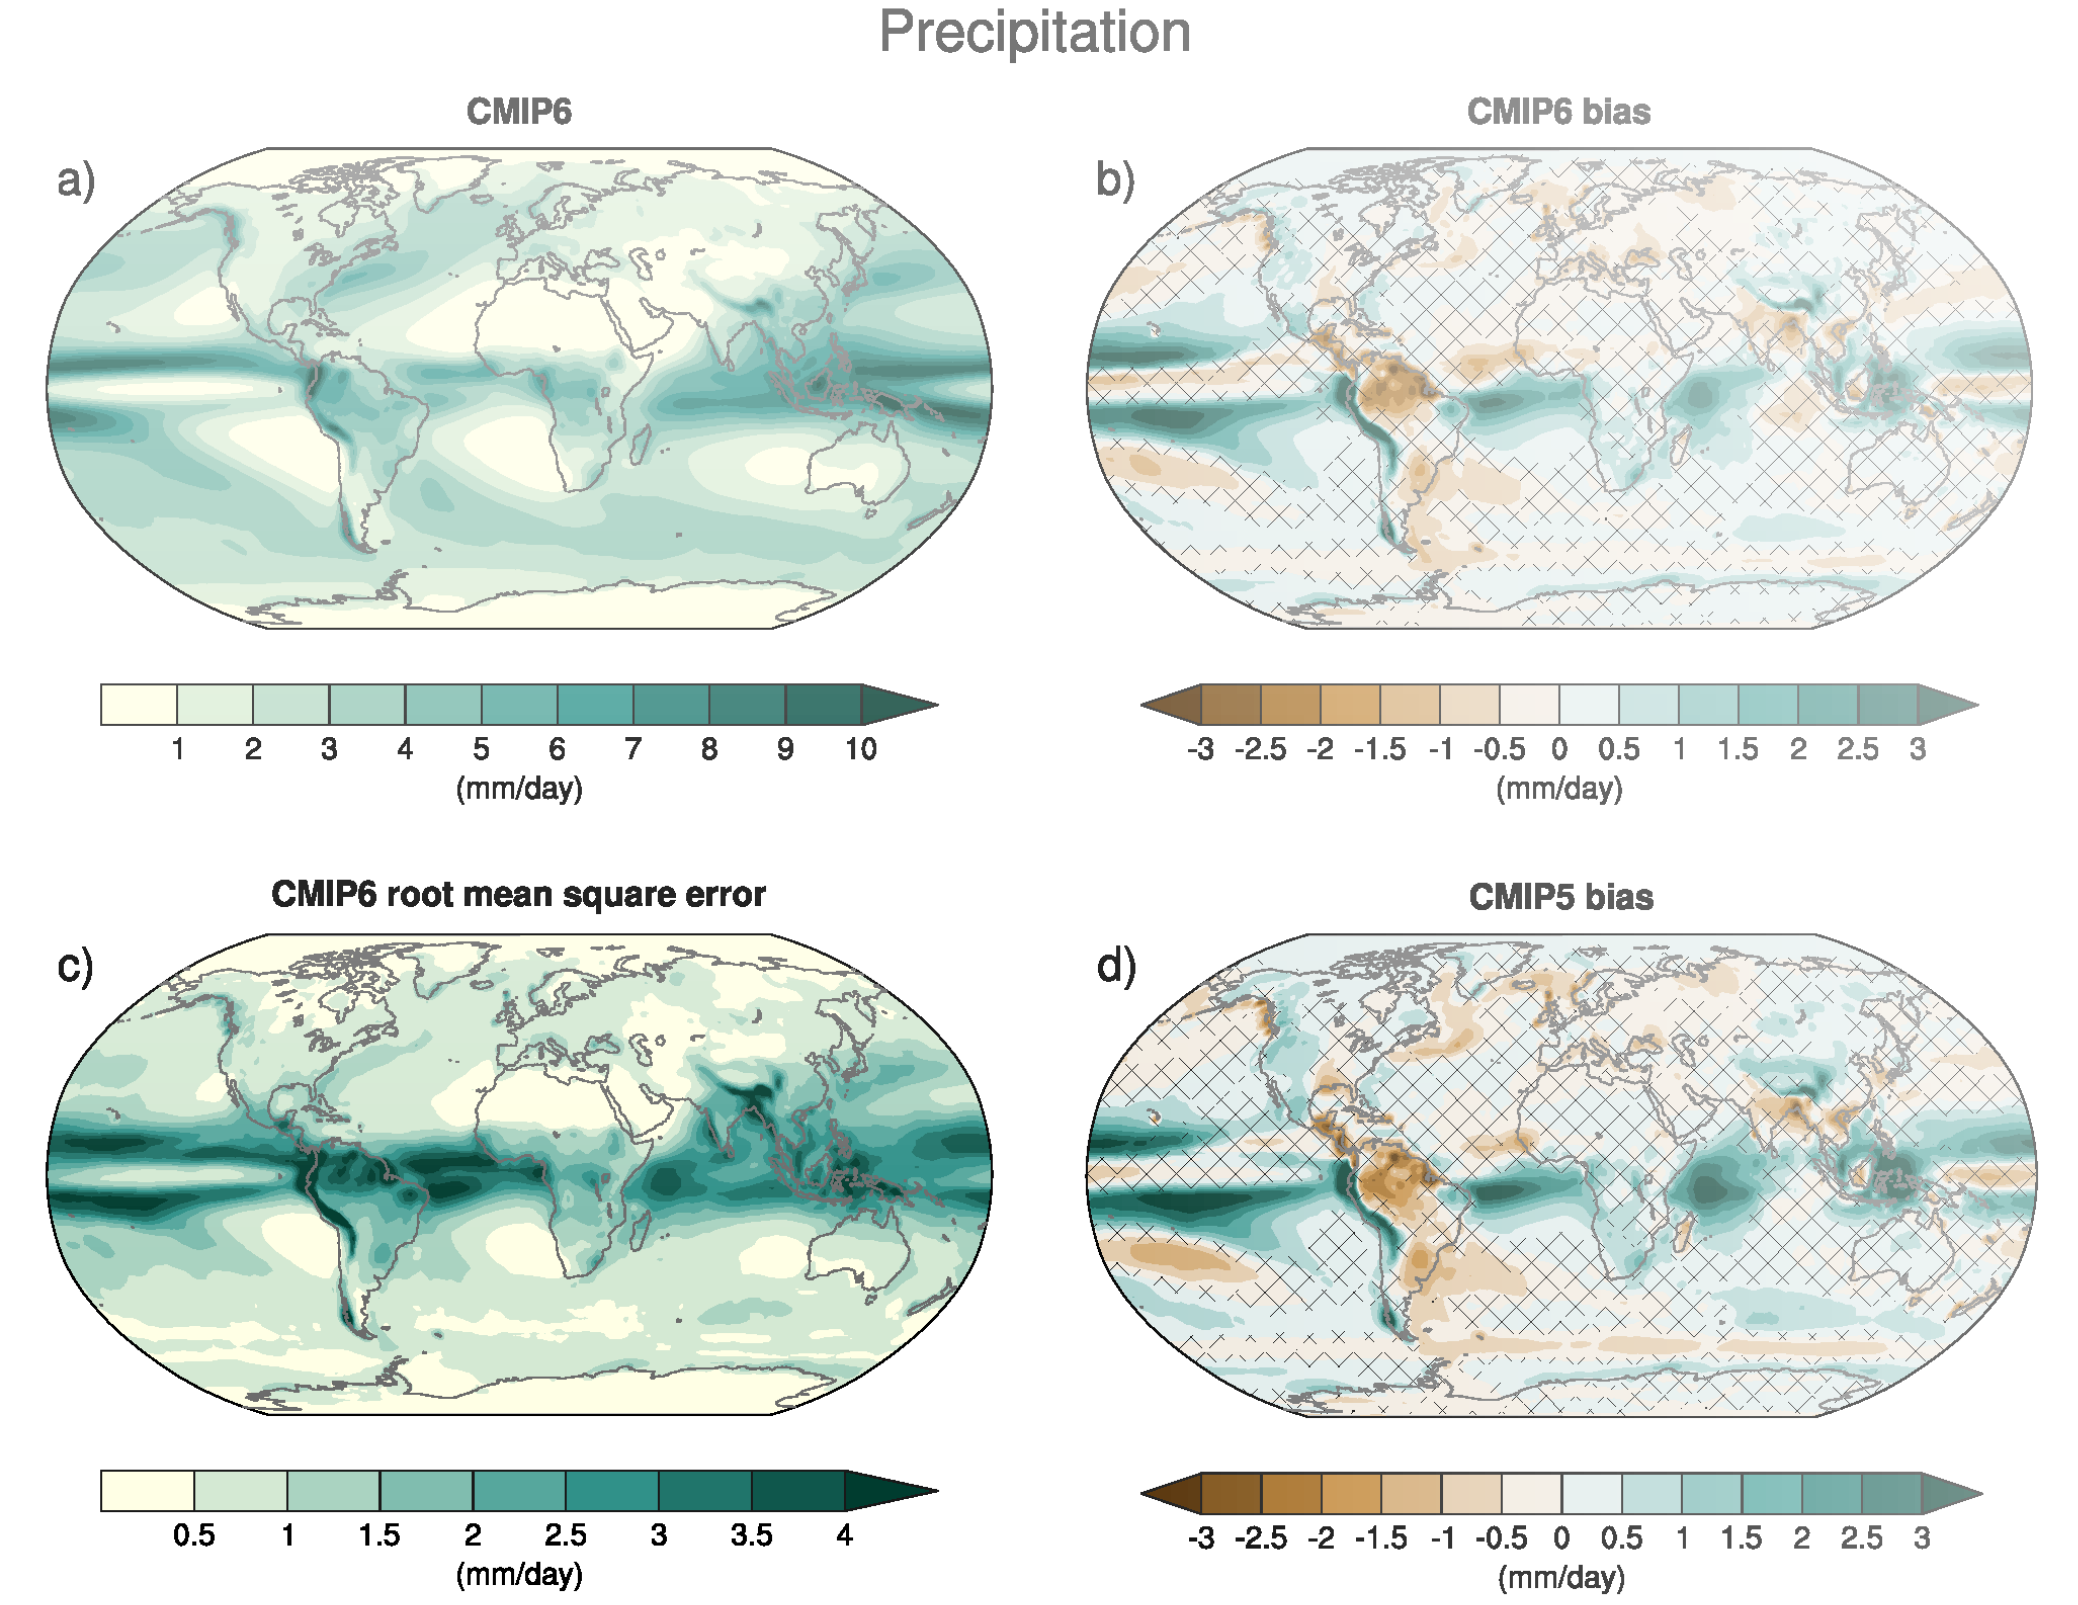 Precipitation
CMIP6
CMIP6 bias
a)
b)
1 2 3 4 5 6 7 8 9 10
(mm/day)
-3 -2.5 -2 -1.5 -1 -0.5 0 0.5 1 1.5 2 2.5 3
(mm/day)
CMIP6 root mean square error
CMIP5 bias
c)
d)
0.5 1 1.5 2 2.5 3 3.5 4
(mm/day)
-3 -2.5 -2 -1.5 -1 -0.5 0 0.5 1 1.5 2 2.5 3
(mm/day)